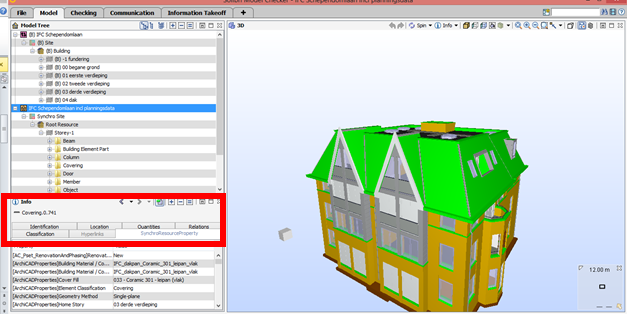 Solibri Model Checker - IFC Schependomlaan incl planningsdata
File Model Checking Communication Information Takeoff +
Model Tree
3D
Spin Info
(B) IFC Schependomlaan
(B) Site
(B) Building
(B) -1 fundering
(B) 00 begane grond
(B) 01 eerste verdieping
(B) 02 tweede verdieping
(B) 03 derde verdieping
(B) 04 dak
IFC Schependomlaan incl planningsdata
Synchro Site
Root Resource
Storey-1
Beam
Building Element Part
Column
Covering
Door
Member
Object
Info
Covering.0.741
Identification Location Quantities Relations
Classification Hyperlinks SynchroResourceProperty
[AC_Pset_RenovationAndPhasing]Renovat... New
[ArchiCADProperties]Building Material / Co... IFC_dakpan_Ceramic_301_leipan_vlak
[ArchiCADProperties]Building Material / Co... IFC_dakpan_Ceramic_301_leipan_vlak
[ArchiCADProperties]Cover Fill 033 - Ceramic 301 - leipan (vlak)
[ArchiCADProperties]Element Classification Covering
[ArchiCADProperties]Geometry Method Single-plane
[ArchiCADProperties]Home Story 03 derde verdieping
12.00 m